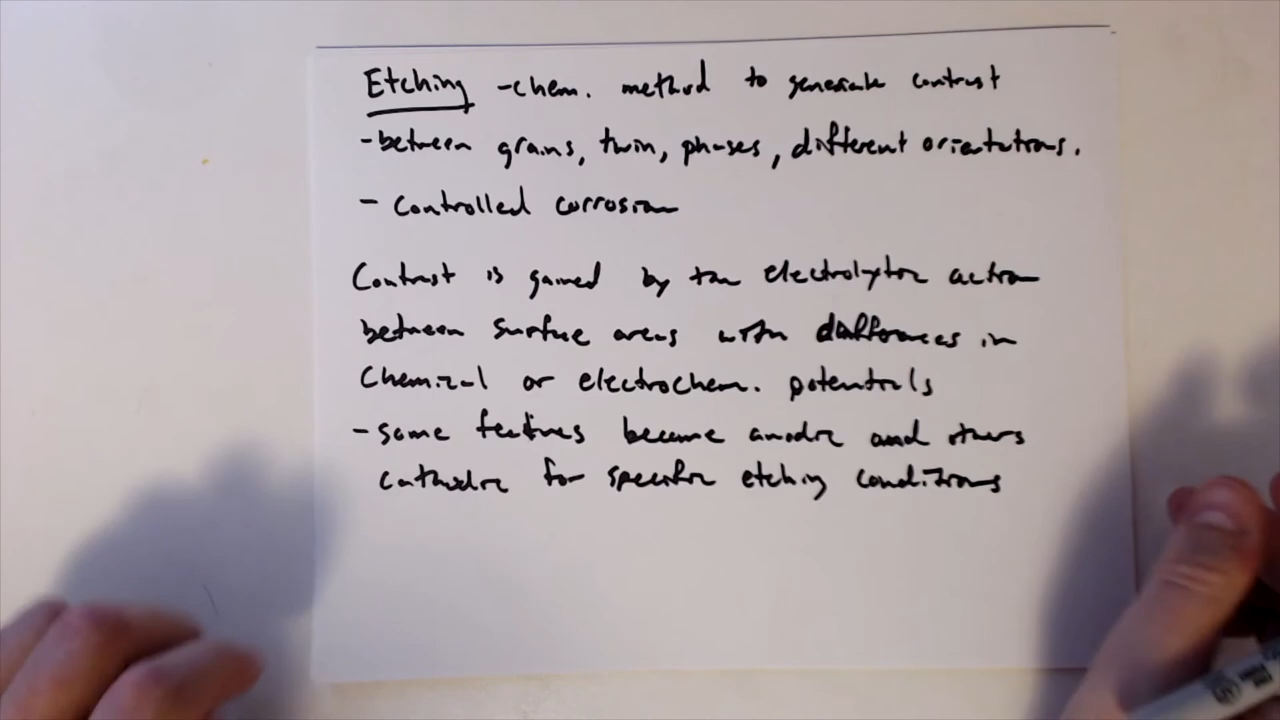 Etching - chem. method to generate contrast
- between grains, twin, phases, different orientations.
- Controlled corrosion
Contrast is gained by the electrolytic action
between surface areas with differences in
Chemical or electrochem. potentials
- some features become anodic and others
cathodic for specific etching conditions